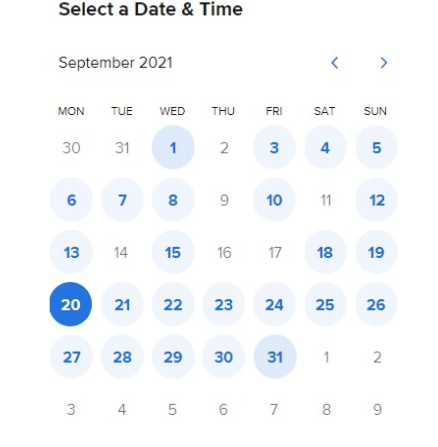 Select a Date & Time
September 2021
MON TUE WED THU FRI SAT SUN
30 31 1 2 3 4 5
6 7 8 9 10 11 12
13 14 15 16 17 18 19
20 21 22 23 24 25 26
27 28 29 30 31 1 2
3 4 5 6 7 8 9